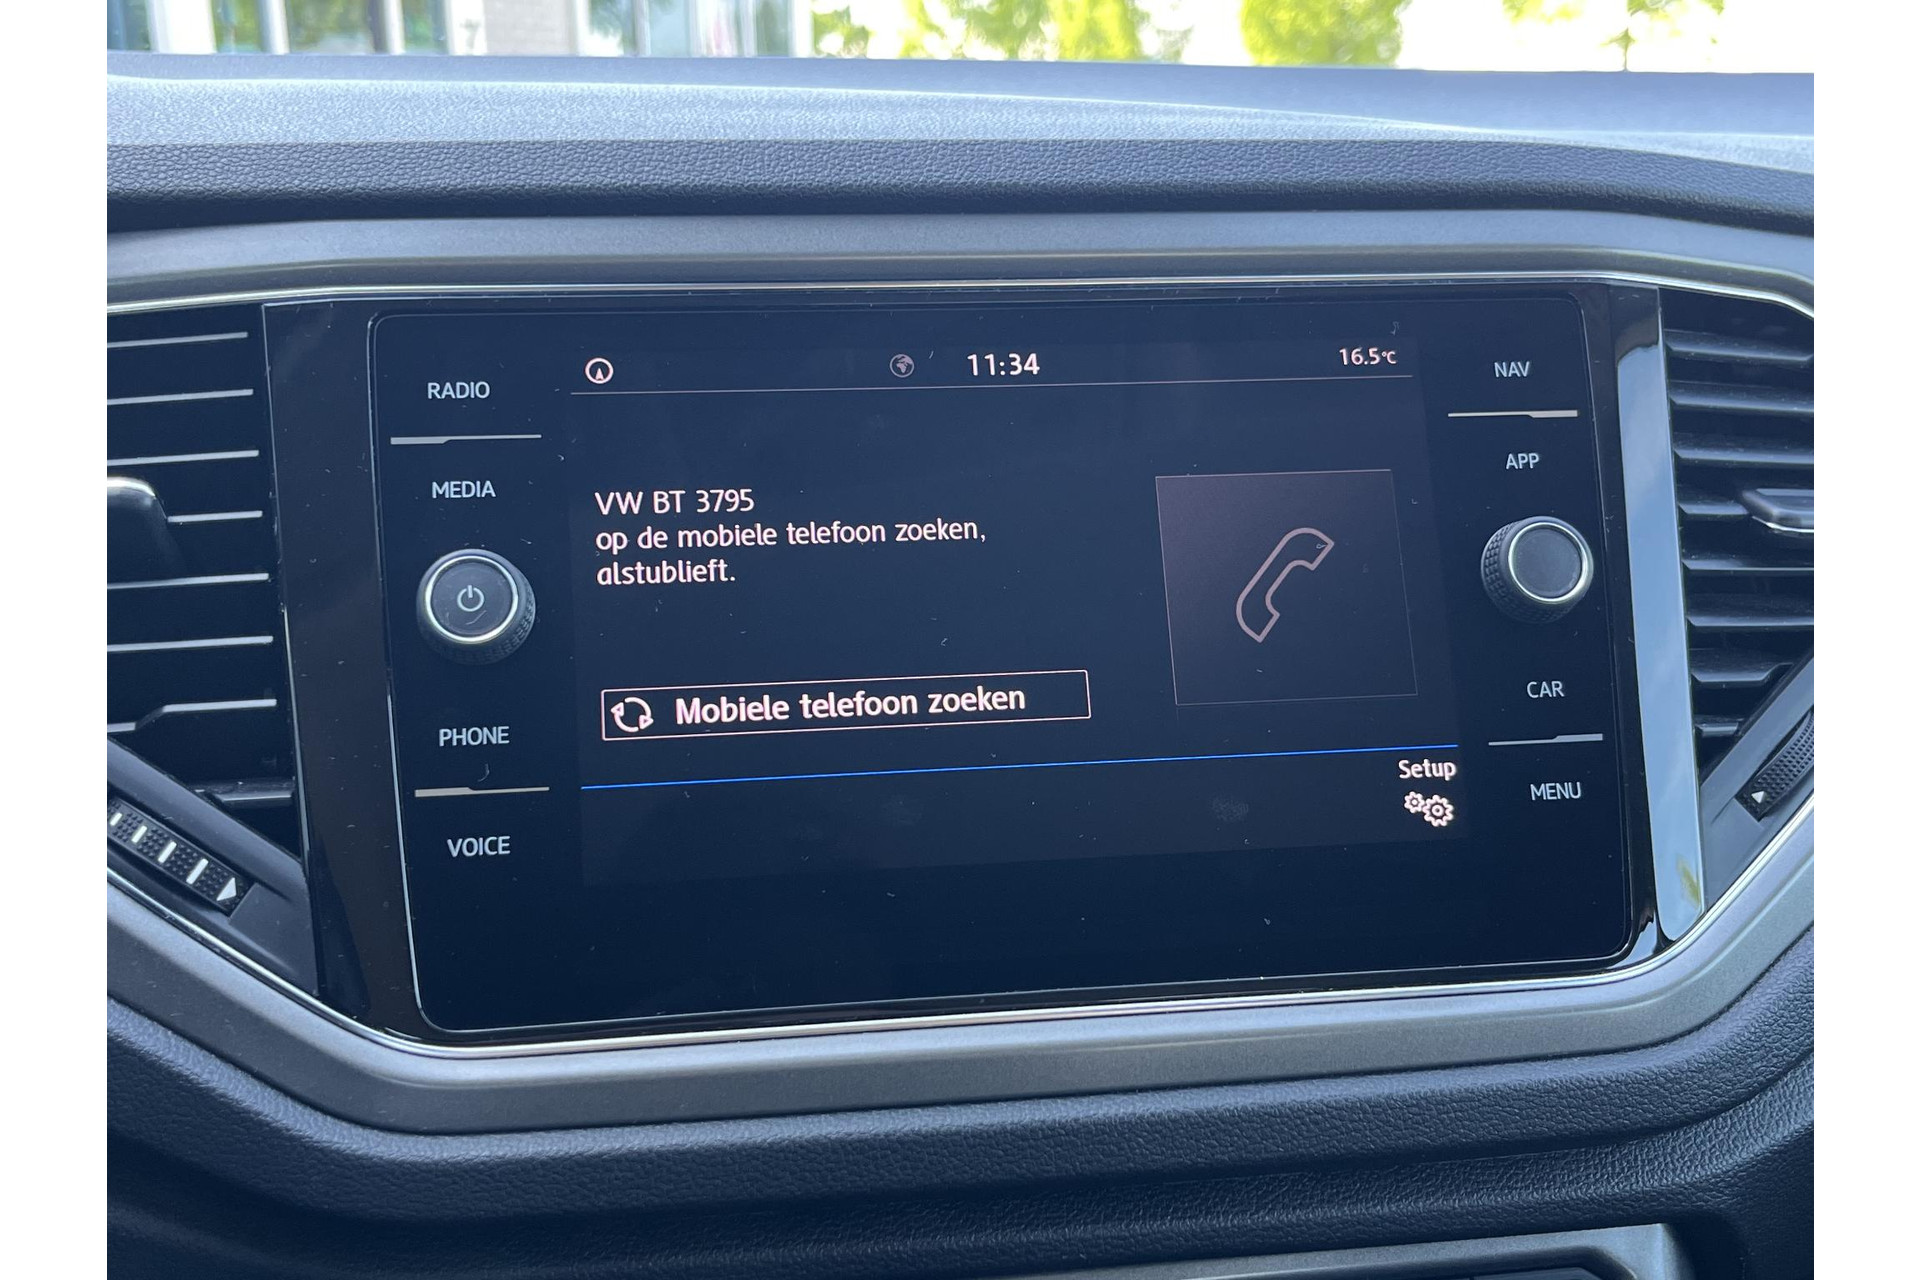 11:34
16.5°C
RADIO
MEDIA
PHONE
VOICE
VW BT 3795
op de mobiele telefoon zoeken,
alstublieft.
Mobiele telefoon zoeken
Setup
NAV
APP
CAR
MENU